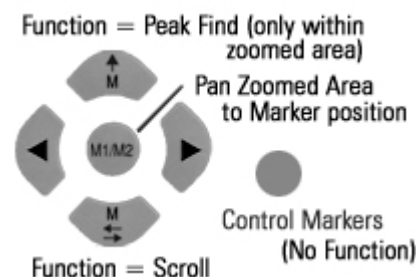 Function = Peak Find (only within
zoomed area)
M
Pan Zoomed Area
to Marker position
M1/M2
M
Control Markers
(No Function)
Function = Scroll